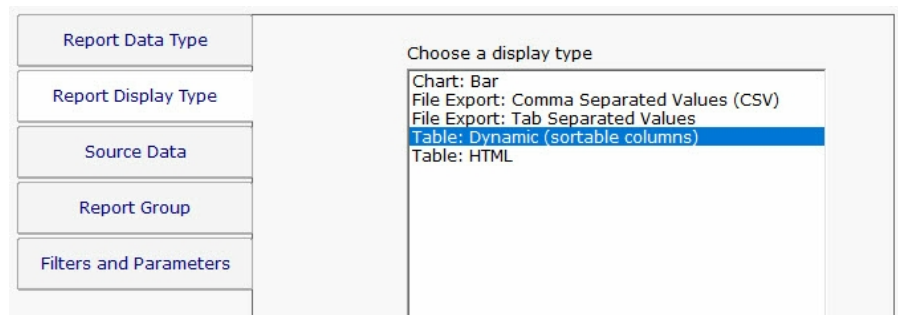 Report Data Type
Report Display Type
Source Data
Report Group
Filters and Parameters
Choose a display type
Chart: Bar
File Export: Comma Separated Values (CSV)
File Export: Tab Separated Values
Table: Dynamic (sortable columns)
Table: HTML